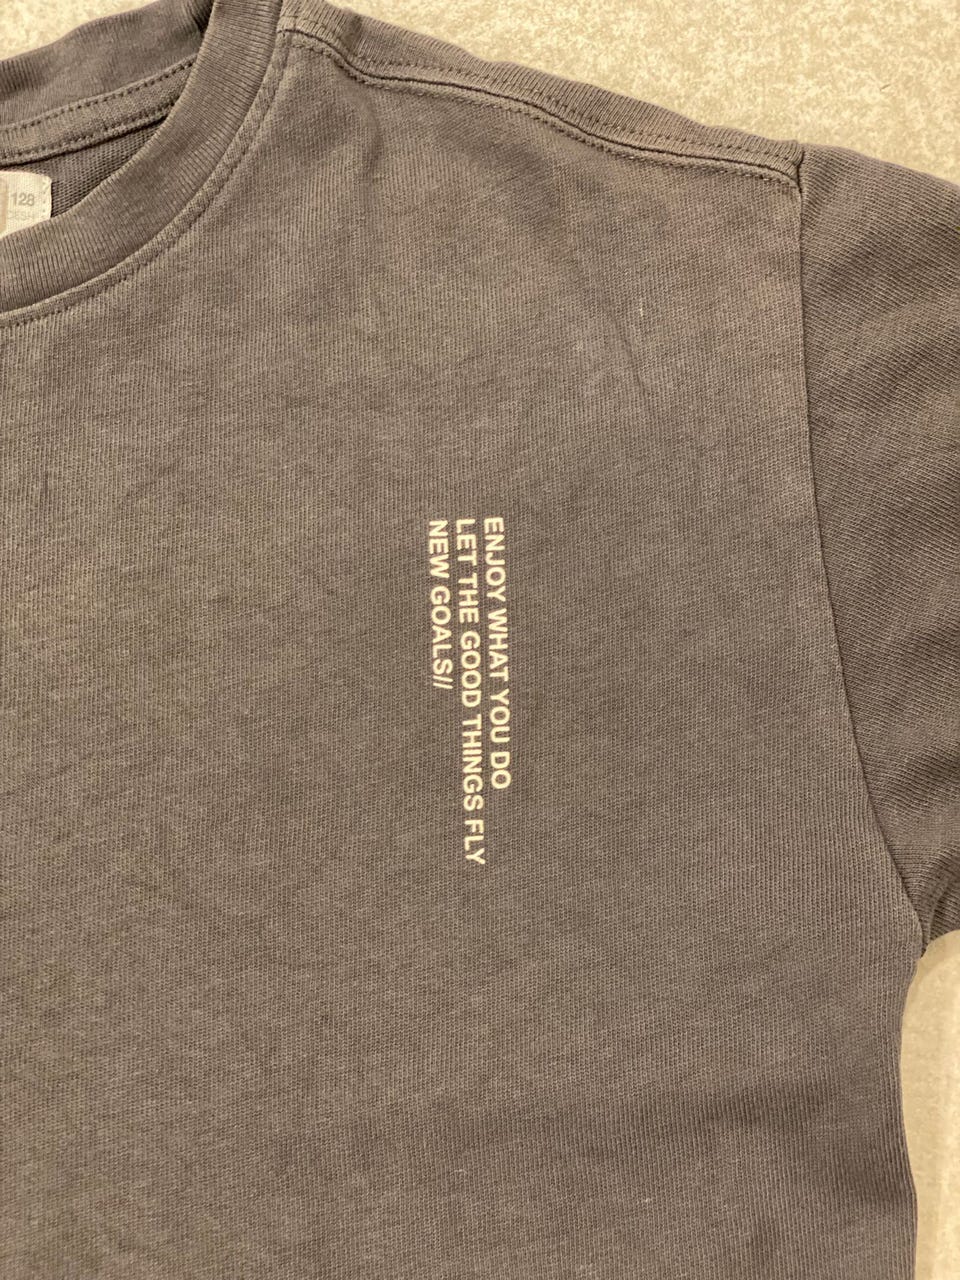 128
ENJOY WHAT YOU DO
LET THE GOOD THINGS FLY
NEW GOALS//